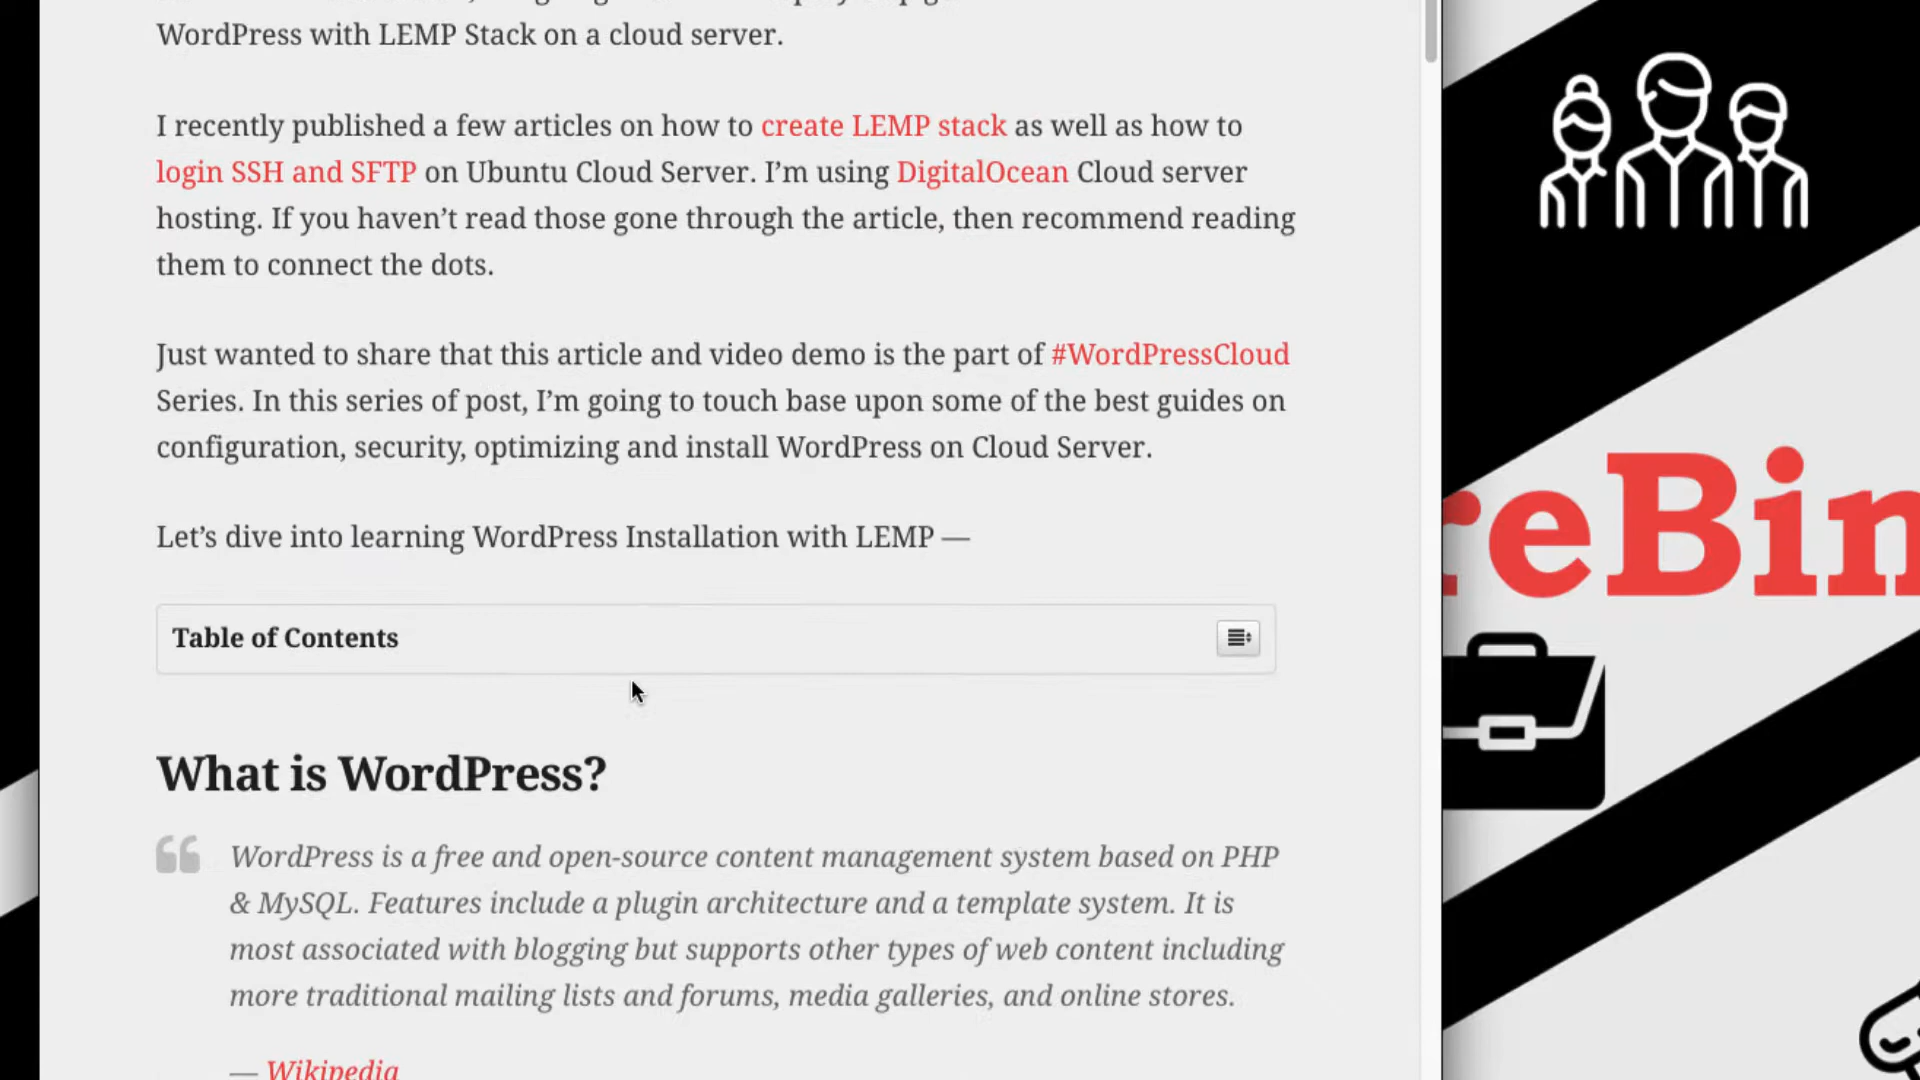 WordPress with LEMP Stack on a cloud server.
I recently published a few articles on how to create LEMP stack as well as how to
login SSH and SFTP on Ubuntu Cloud Server. I’m using DigitalOcean Cloud server
hosting. If you haven’t read those gone through the article, then recommend reading
them to connect the dots.
Just wanted to share that this article and video demo is the part of #WordPressCloud
Series. In this series of post, I’m going to touch base upon some of the best guides on
configuration, security, optimizing and install WordPress on Cloud Server.
Let’s dive into learning WordPress Installation with LEMP —
reBin
Table of Contents
What is WordPress?
WordPress is a free and open-source content management system based on PHP
& MySQL. Features include a plugin architecture and a template system. It is
most associated with blogging but supports other types of web content including
more traditional mailing lists and forums, media galleries, and online stores.
— Wikipedia